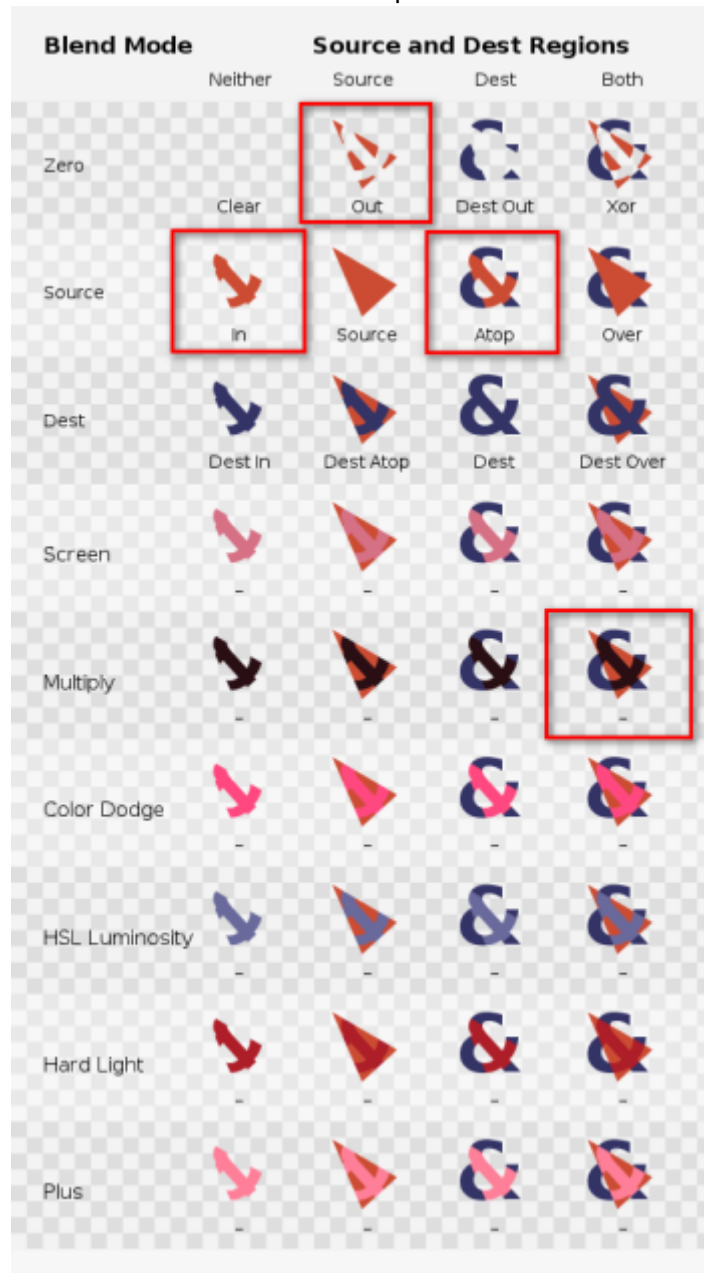 Blend Mode Source and Dest Regions
Neither Source Dest Both
Zero
Clear Out Dest Out Xor
Source
In Source Atop Over
Dest
Dest In Dest Atop Dest Dest Over
Screen
– – – –
Multiply
– – – –
Color Dodge
– – – –
HSL Luminosity
– – – –
Hard Light
– – – –
Plus
– – – –